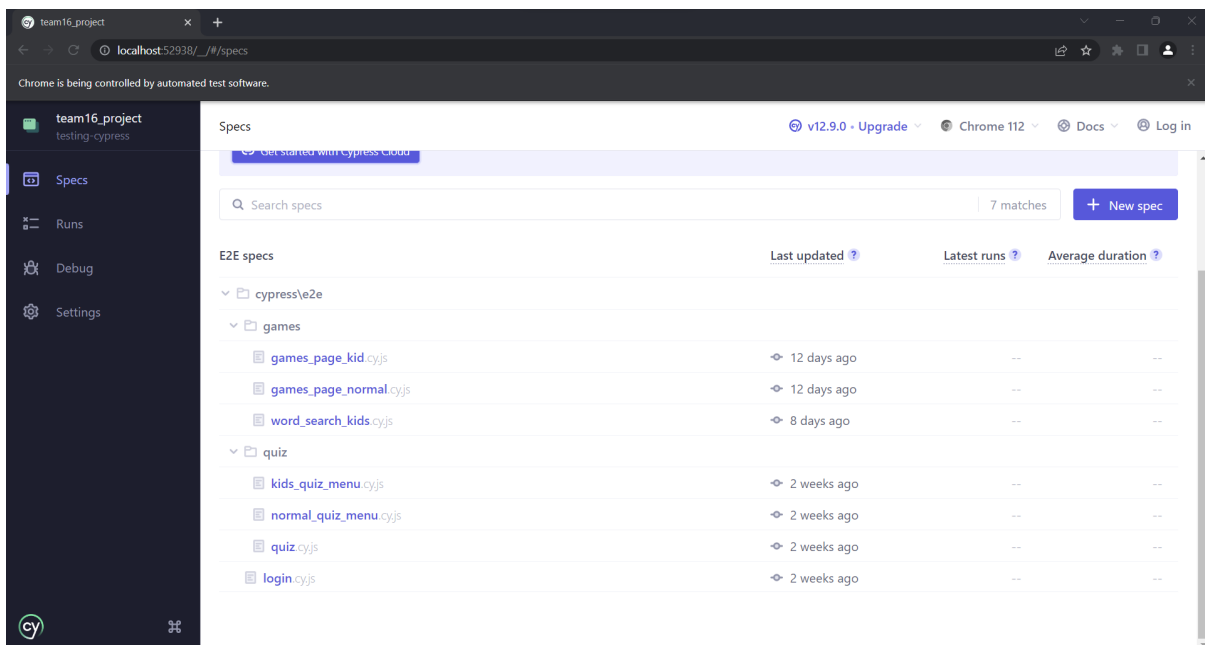 team16_project
localhost:52938/__/#/specs
Chrome is being controlled by automated test software.
team16_project
testing-cypress
Specs
v12.9.0 • Upgrade
Chrome 112
Docs
Log in
Get started with Cypress Cloud
Specs
Runs
Debug
Settings
Search specs
7 matches
+ New spec
E2E specs
Last updated ?
Latest runs ?
Average duration ?
cypress\e2e
games
games_page_kid.cy.js 12 days ago -- --
games_page_normal.cy.js 12 days ago -- --
word_search_kids.cy.js 8 days ago -- --
quiz
kids_quiz_menu.cy.js 2 weeks ago -- --
normal_quiz_menu.cy.js 2 weeks ago -- --
quiz.cy.js 2 weeks ago -- --
login.cy.js 2 weeks ago -- --
cy